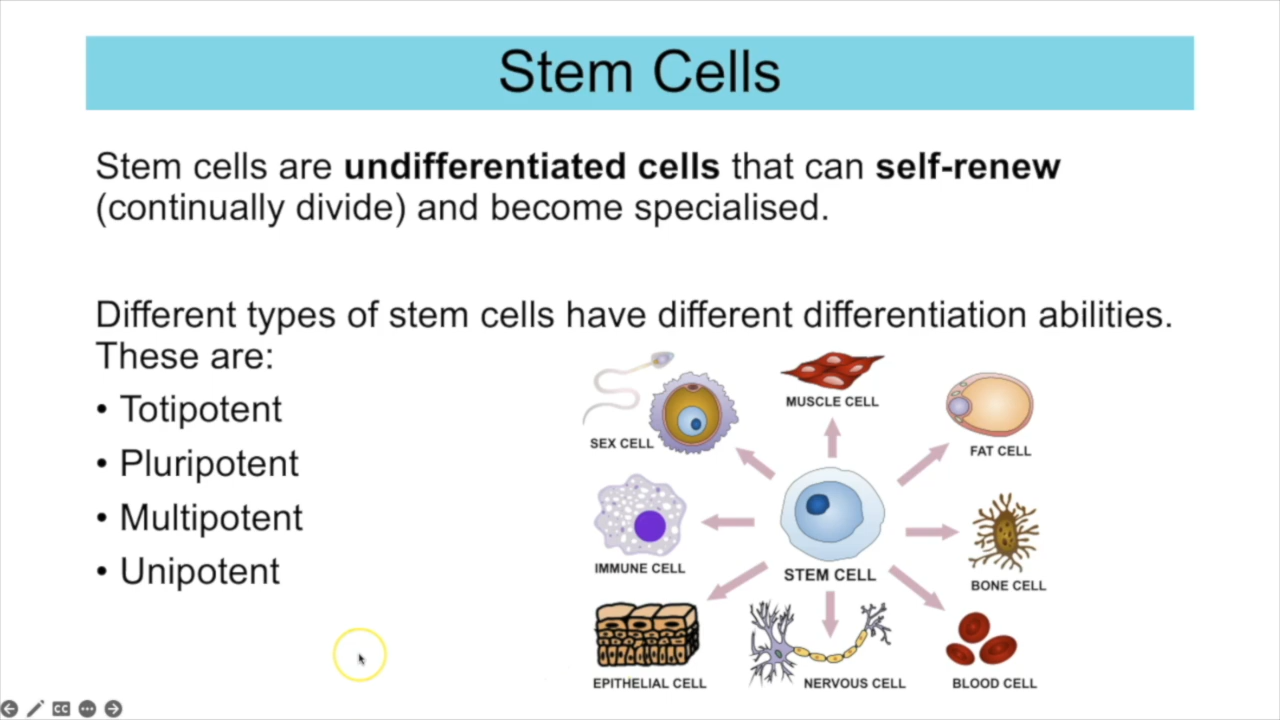 Stem Cells
Stem cells are undifferentiated cells that can self-renew
(continually divide) and become specialised.
Different types of stem cells have different differentiation abilities.
These are:
• Totipotent
• Pluripotent
• Multipotent
• Unipotent
MUSCLE CELL
SEX CELL
FAT CELL
IMMUNE CELL
STEM CELL
BONE CELL
EPITHELIAL CELL
NERVOUS CELL
BLOOD CELL
CC